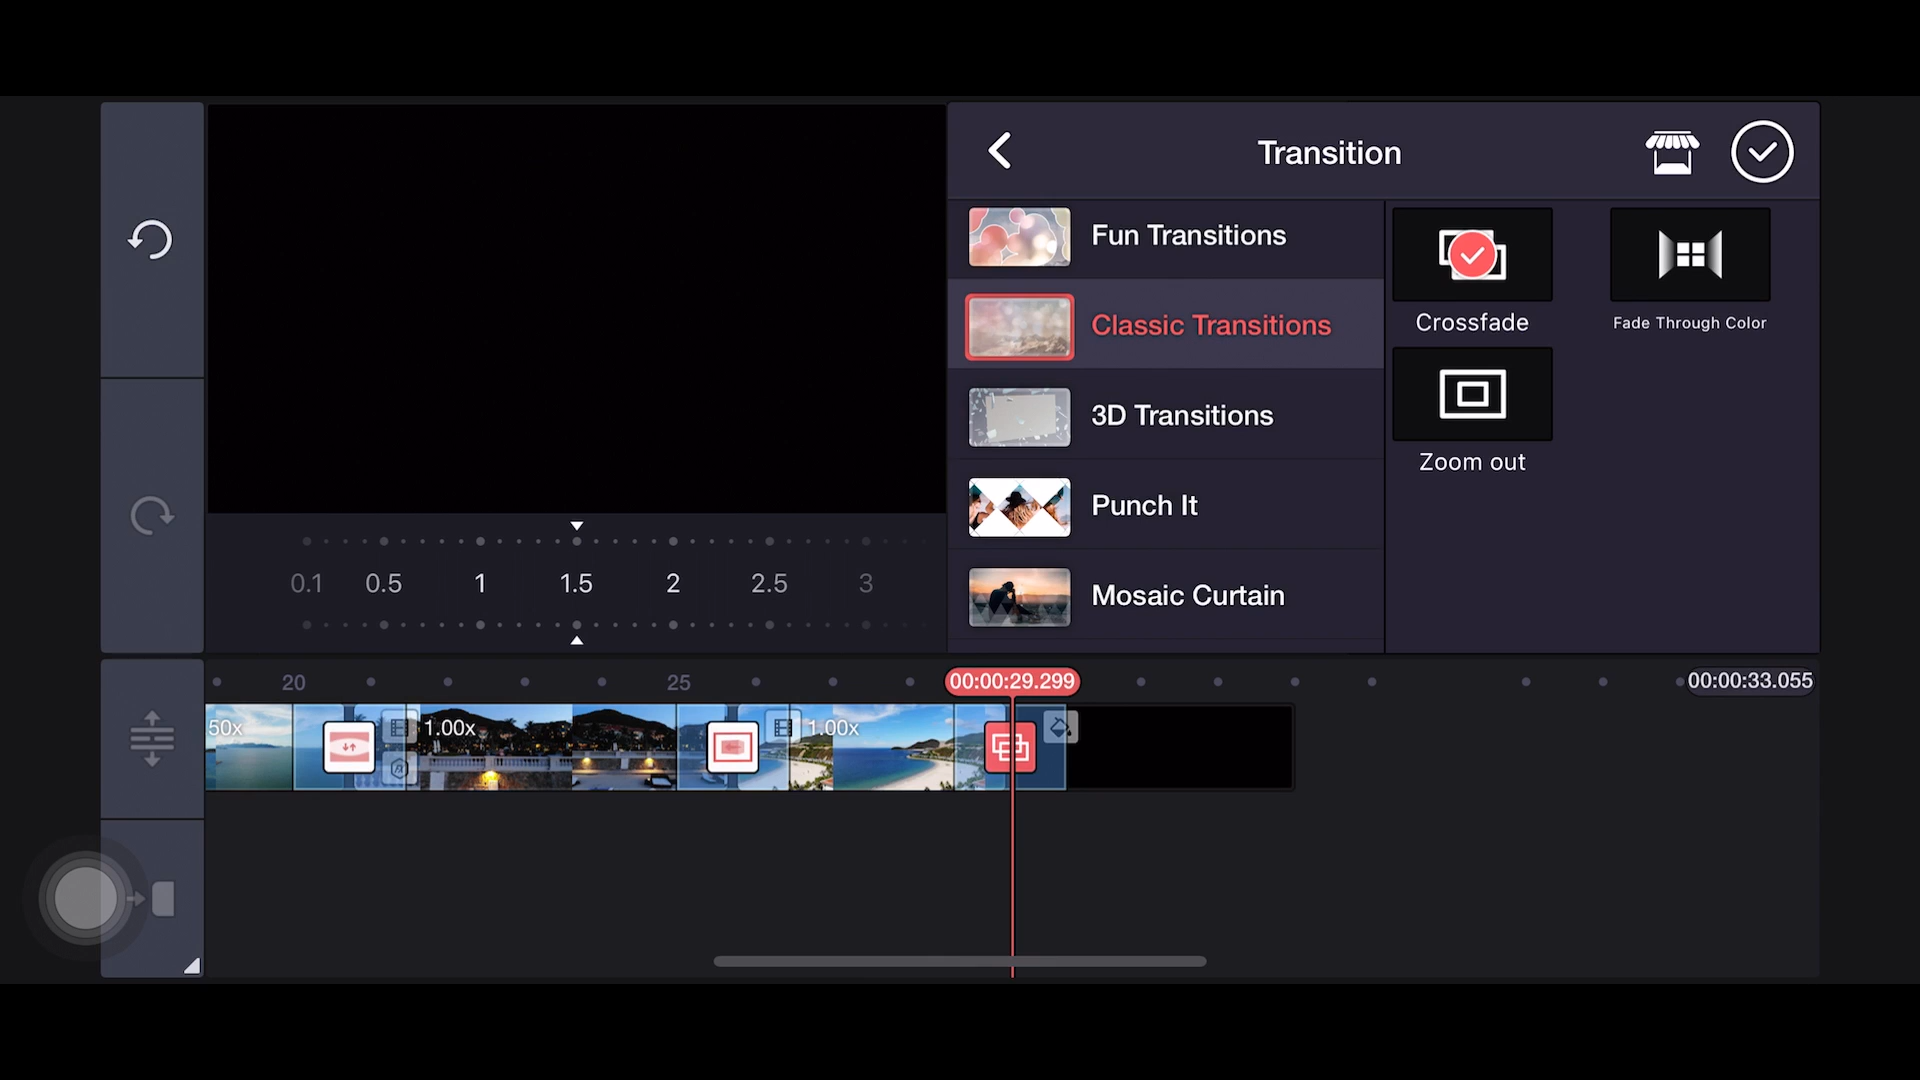 Transition
Fun Transitions
Classic Transitions
3D Transitions
Punch It
Mosaic Curtain
Crossfade
Fade Through Color
Zoom out
0.1 0.5 1 1.5 2 2.5 3
20 25 00:00:29.299 00:00:33.055
50x 1.00x 1.00x